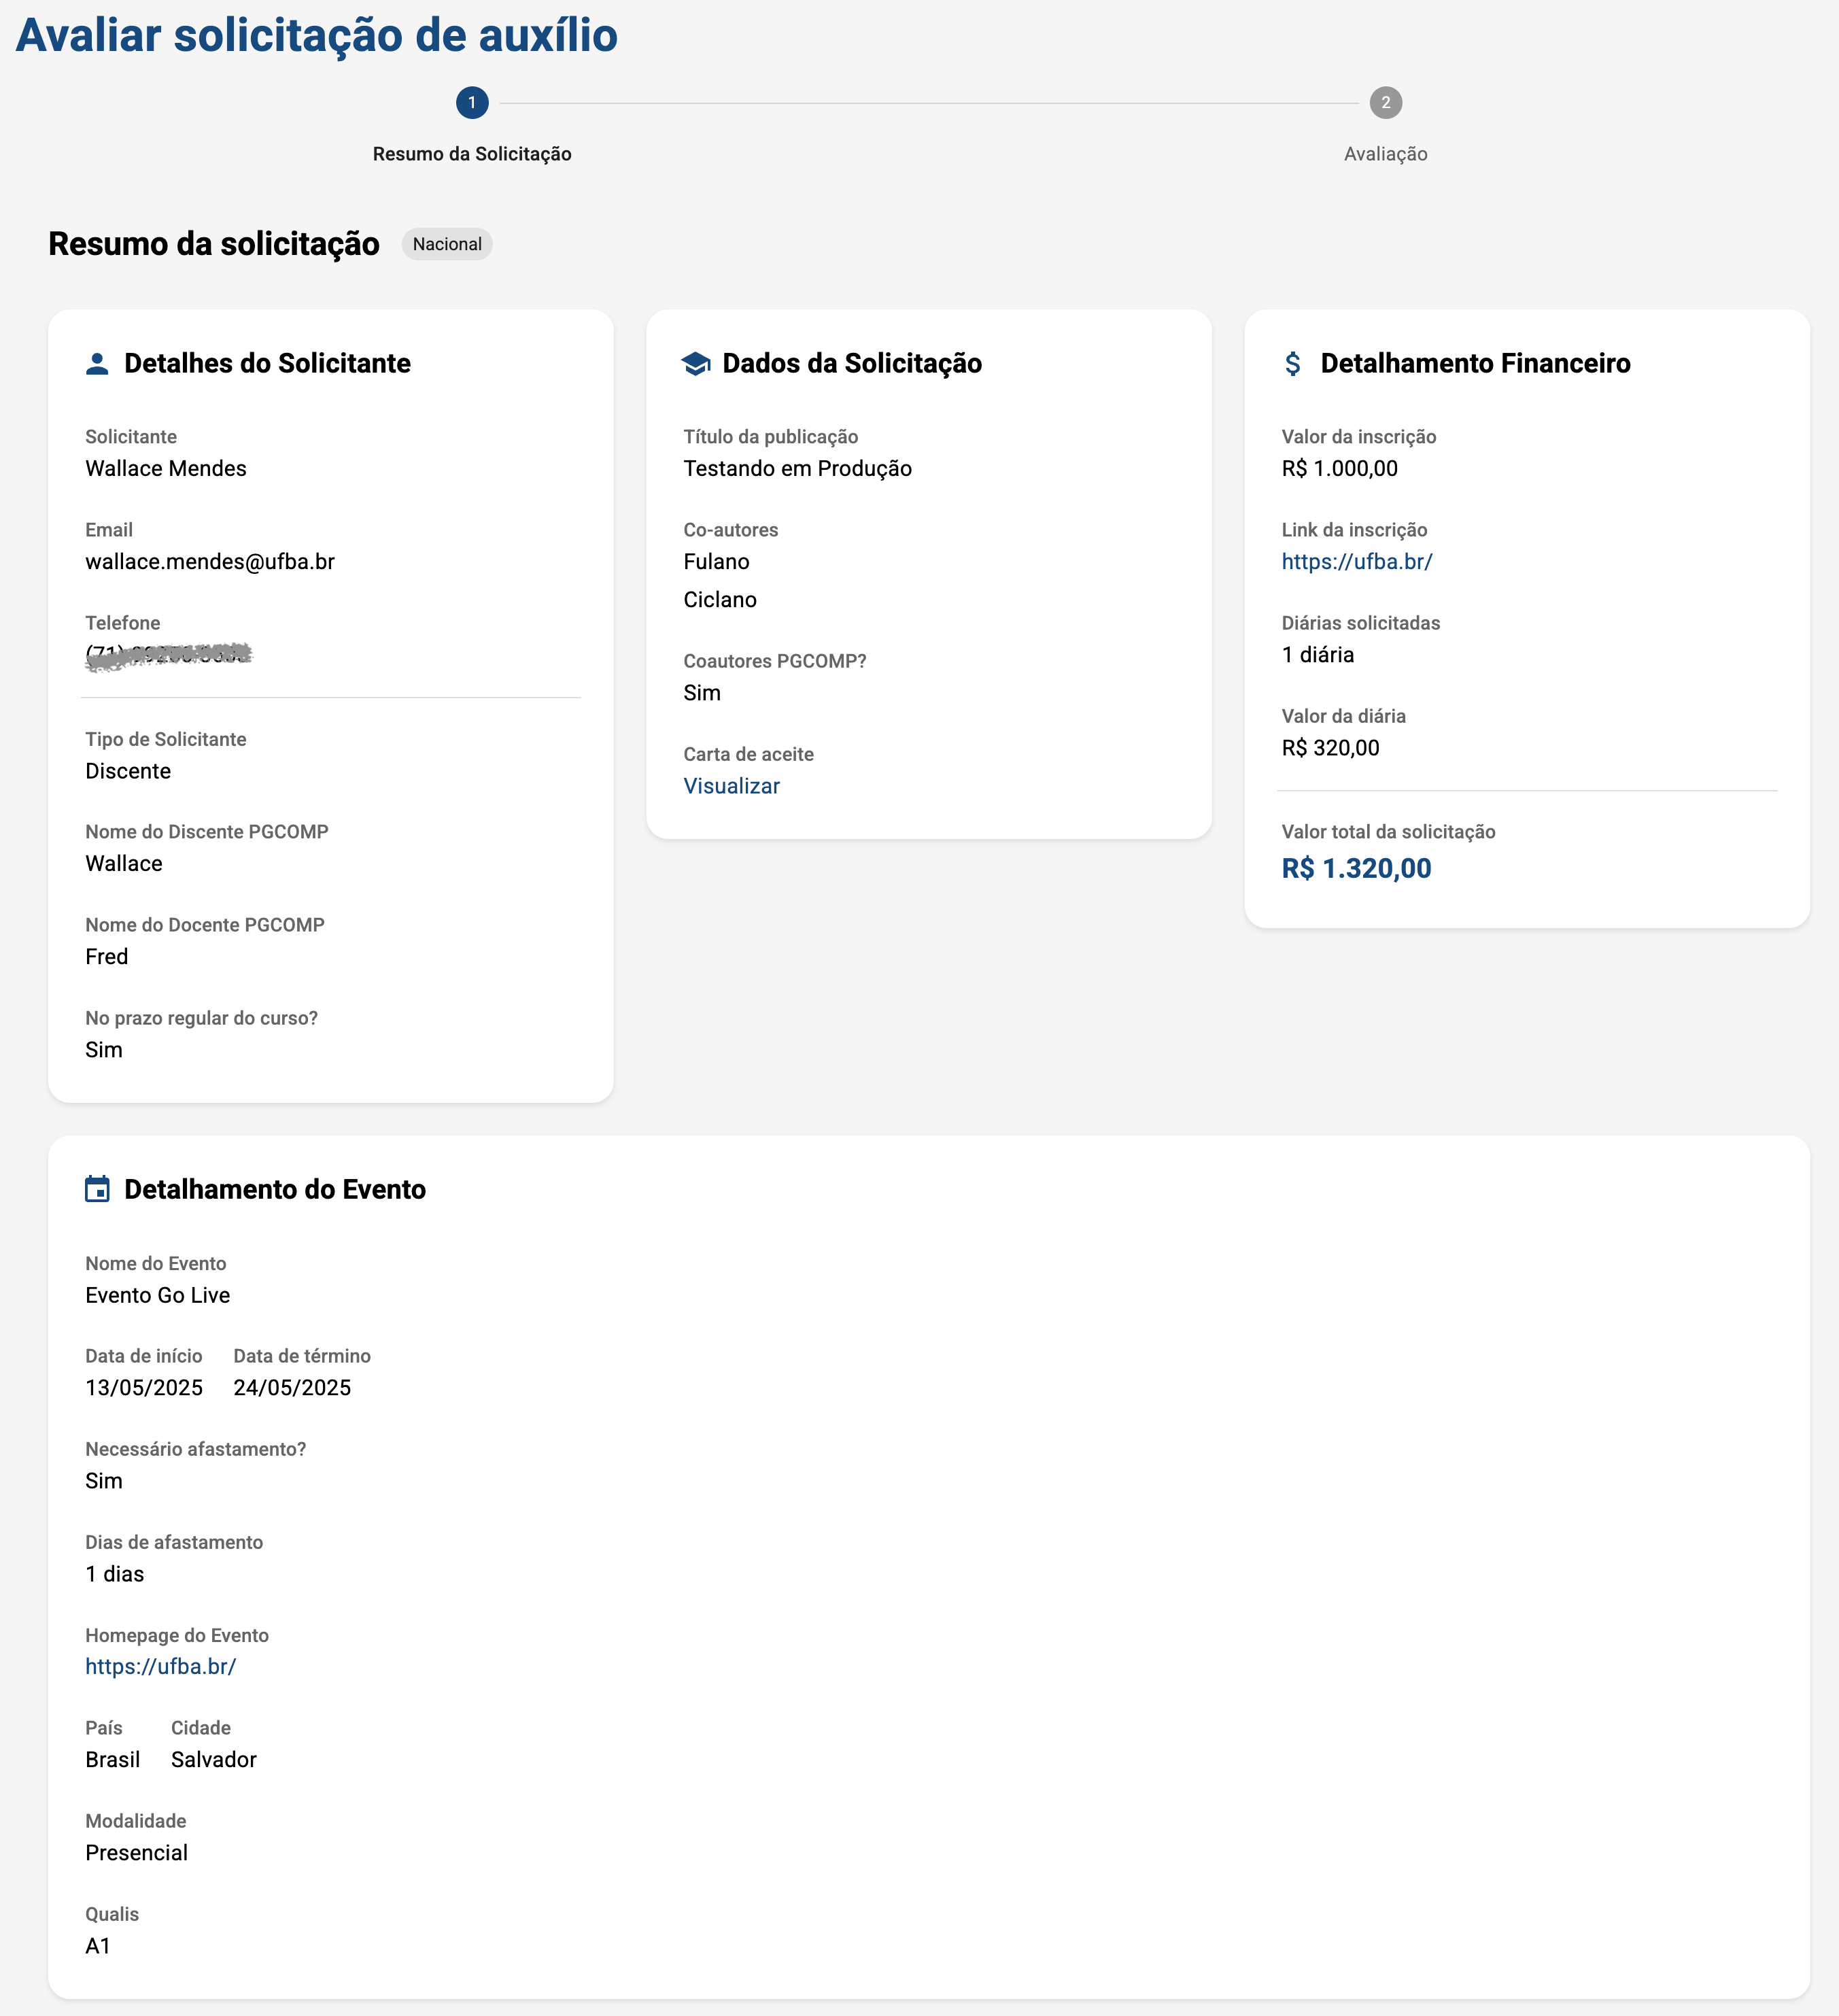 Avaliar solicitação de auxílio
1
2
Resumo da Solicitação
Avaliação
Resumo da solicitação
Nacional
Detalhes do Solicitante
Solicitante
Wallace Mendes
Email
wallace.mendes@ufba.br
Telefone
(71)
Tipo de Solicitante
Discente
Nome do Discente PGCOMP
Wallace
Nome do Docente PGCOMP
Fred
No prazo regular do curso?
Sim
Dados da Solicitação
Título da publicação
Testando em Produção
Co-autores
Fulano
Ciclano
Coautores PGCOMP?
Sim
Carta de aceite
Visualizar
Detalhamento Financeiro
Valor da inscrição
R$ 1.000,00
Link da inscrição
https://ufba.br/
Diárias solicitadas
1 diária
Valor da diária
R$ 320,00
Valor total da solicitação
R$ 1.320,00
Detalhamento do Evento
Nome do Evento
Evento Go Live
Data de início Data de término
13/05/2025 24/05/2025
Necessário afastamento?
Sim
Dias de afastamento
1 dias
Homepage do Evento
https://ufba.br/
País Cidade
Brasil Salvador
Modalidade
Presencial
Qualis
A1